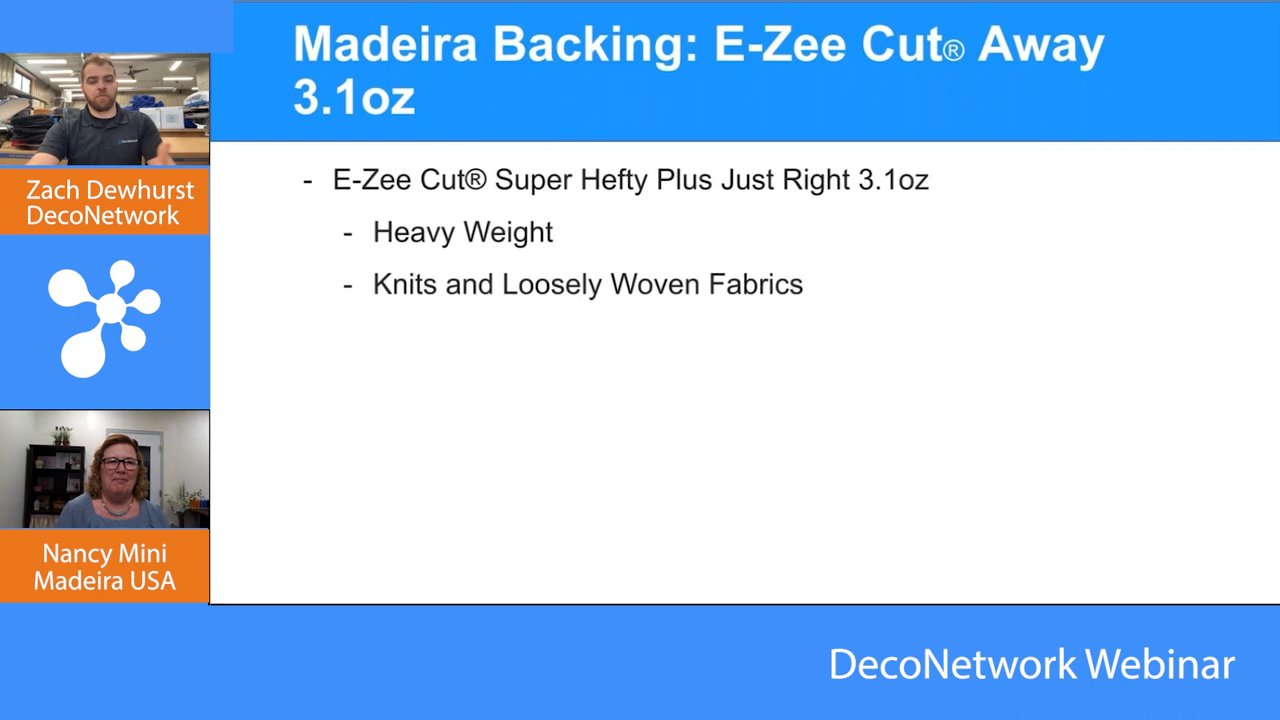 Madeira Backing: E-Zee Cut® Away
3.1oz
- E-Zee Cut® Super Hefty Plus Just Right 3.1oz
- Heavy Weight
- Knits and Loosely Woven Fabrics
Zach Dewhurst
DecoNetwork
Nancy Mini
Madeira USA
DecoNetwork Webinar